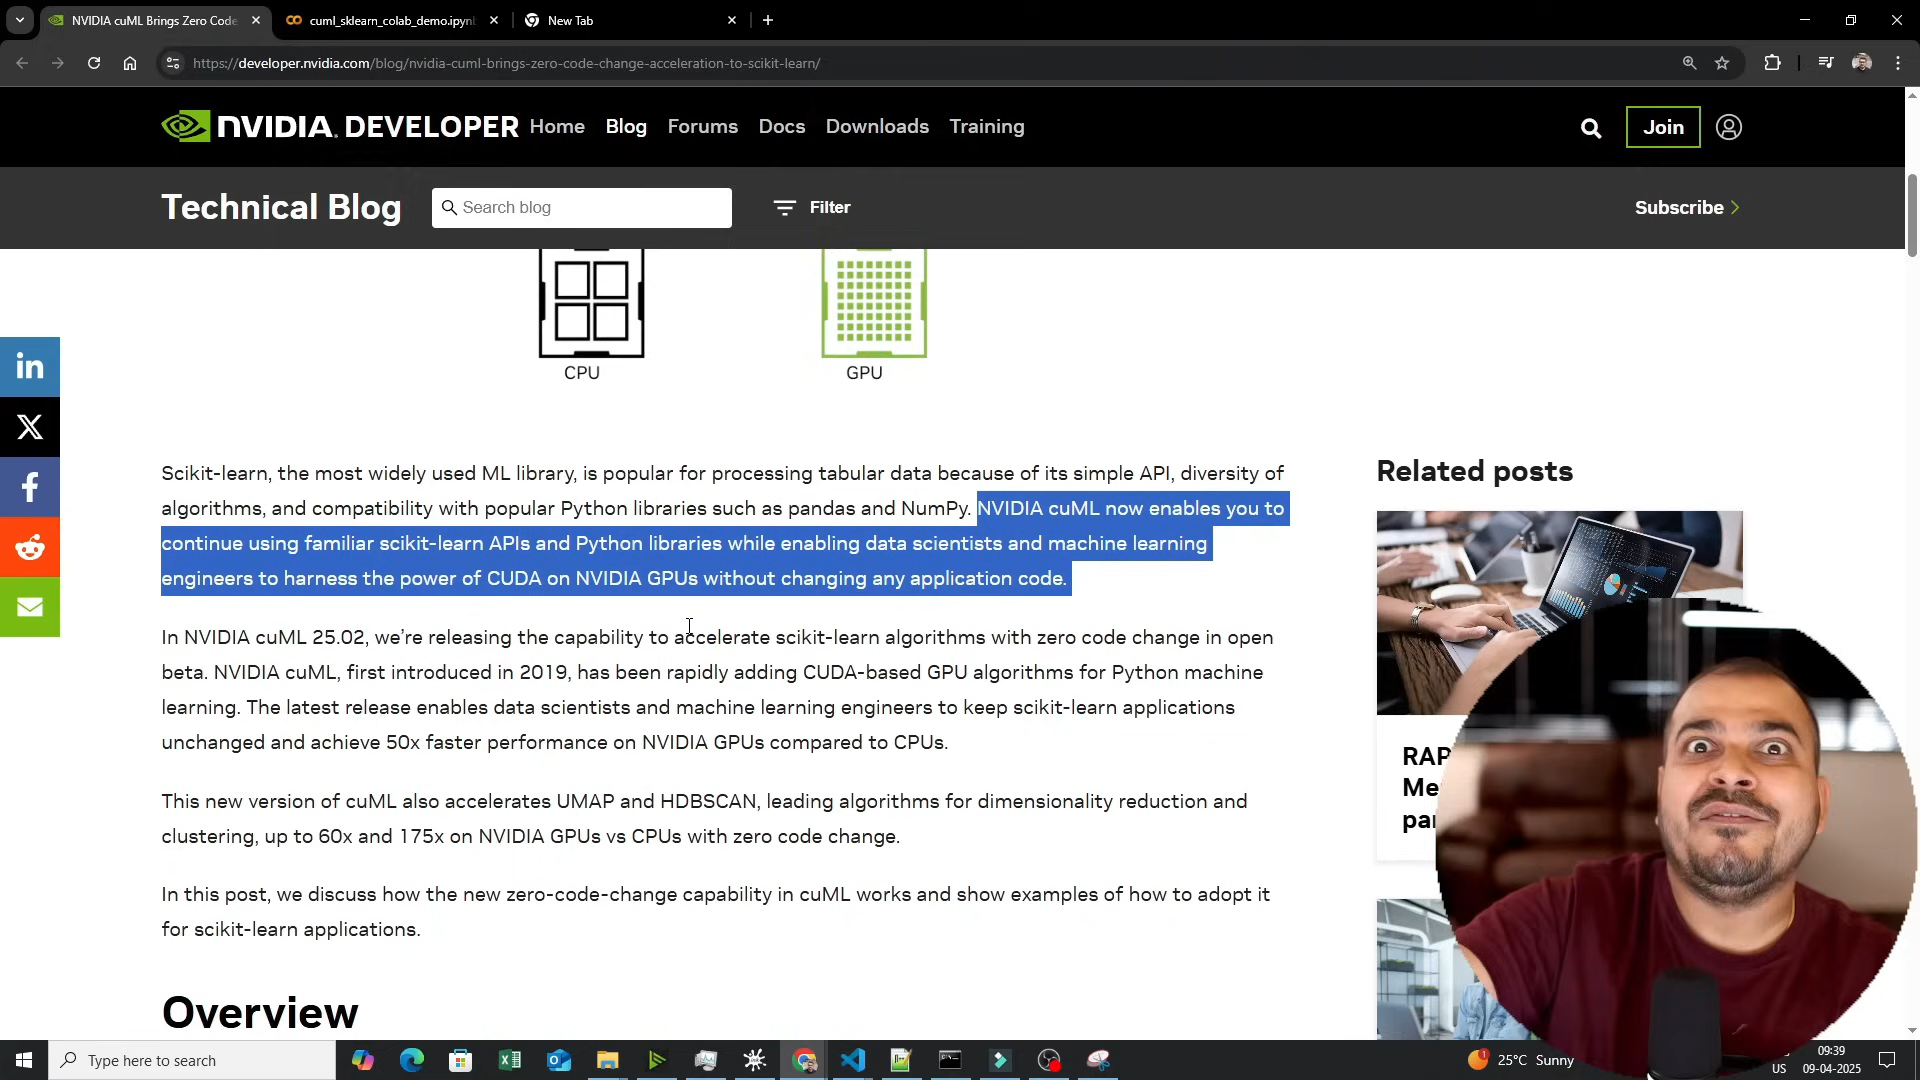 NVIDIA cuML Brings Zero Code
cuml_sklearn_colab_demo.ipyn
New Tab
https://developer.nvidia.com/blog/nvidia-cuml-brings-zero-code-change-acceleration-to-scikit-learn/
NVIDIA. DEVELOPER Home Blog Forums Docs Downloads Training Join
Technical Blog Search blog Filter Subscribe
CPU GPU
in
X
f
Scikit-learn, the most widely used ML library, is popular for processing tabular data because of its simple API, diversity of
algorithms, and compatibility with popular Python libraries such as pandas and NumPy. NVIDIA cuML now enables you to
continue using familiar scikit-learn APIs and Python libraries while enabling data scientists and machine learning
engineers to harness the power of CUDA on NVIDIA GPUs without changing any application code.
In NVIDIA cuML 25.02, we’re releasing the capability to accelerate scikit-learn algorithms with zero code change in open
beta. NVIDIA cuML, first introduced in 2019, has been rapidly adding CUDA-based GPU algorithms for Python machine
learning. The latest release enables data scientists and machine learning engineers to keep scikit-learn applications
unchanged and achieve 50x faster performance on NVIDIA GPUs compared to CPUs.
This new version of cuML also accelerates UMAP and HDBSCAN, leading algorithms for dimensionality reduction and
clustering, up to 60x and 175x on NVIDIA GPUs vs CPUs with zero code change.
In this post, we discuss how the new zero-code-change capability in cuML works and show examples of how to adopt it
for scikit-learn applications.
Overview
Related posts
RAP
Me
pa
Type here to search
1
25°C Sunny
US
09:39
09-04-2025